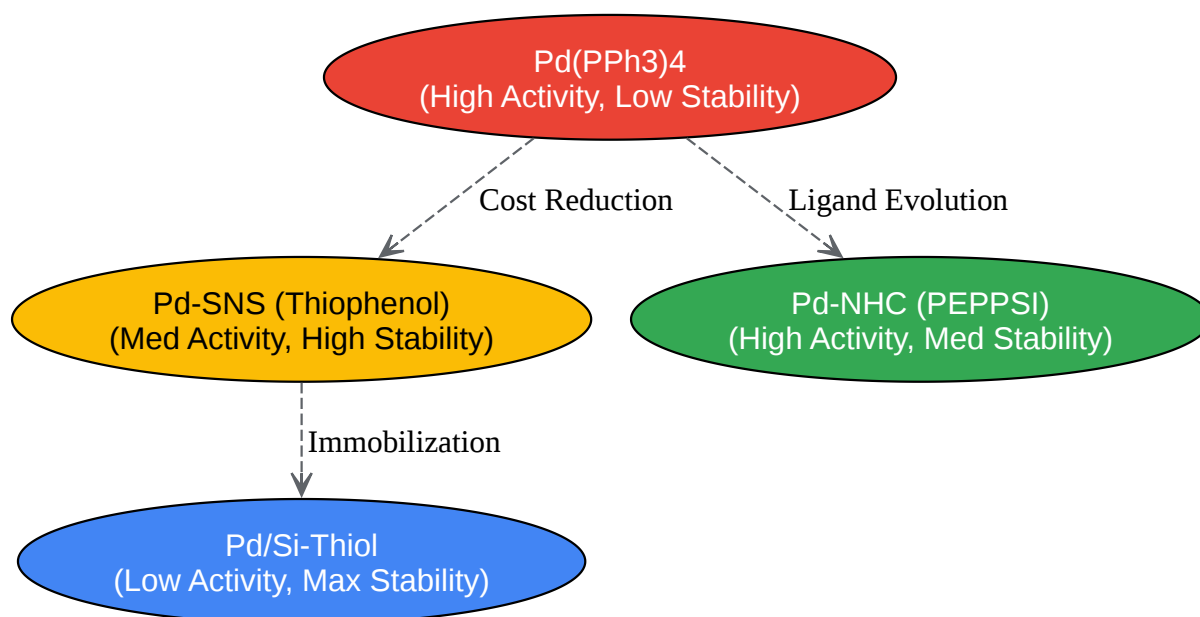 Pd(PPh3)4
(High Activity, Low Stability)
Cost Reduction
Ligand Evolution
Pd-SNS (Thiophenol)
(Med Activity, High Stability)
Pd-NHC (PEPPSI)
(High Activity, Med Stability)
Immobilization
Pd/Si-Thiol
(Low Activity, Max Stability)